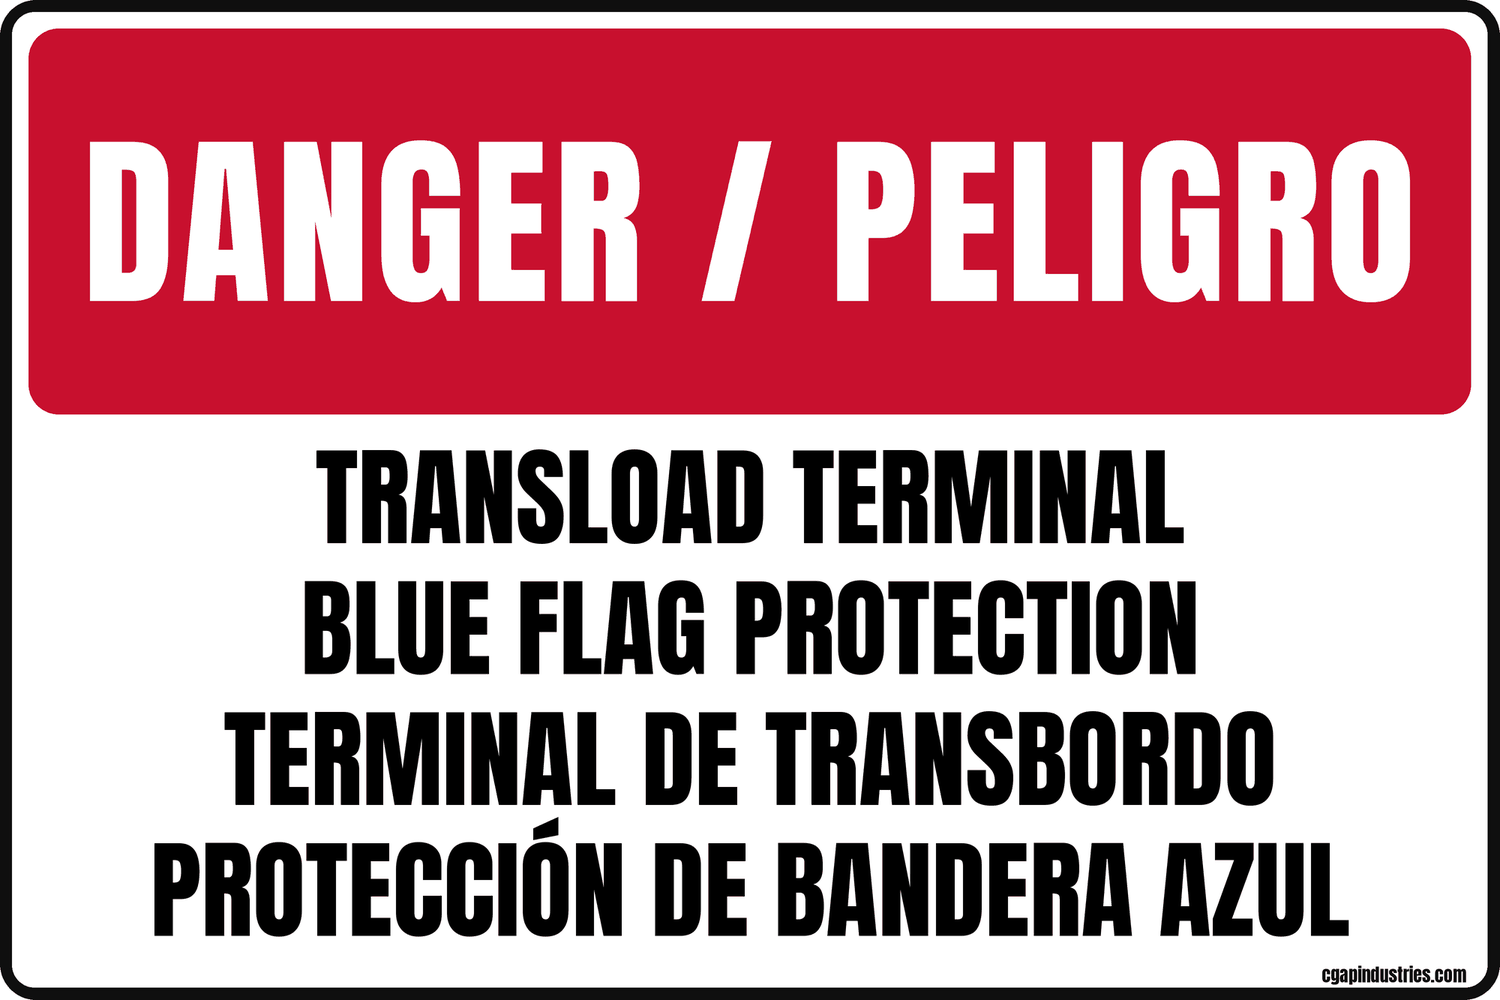 DANGER / PELIGRO
TRANSLOAD TERMINAL
BLUE FLAG PROTECTION
TERMINAL DE TRANSBORDO
PROTECCIÓN DE BANDERA AZUL
cgapindustries.com